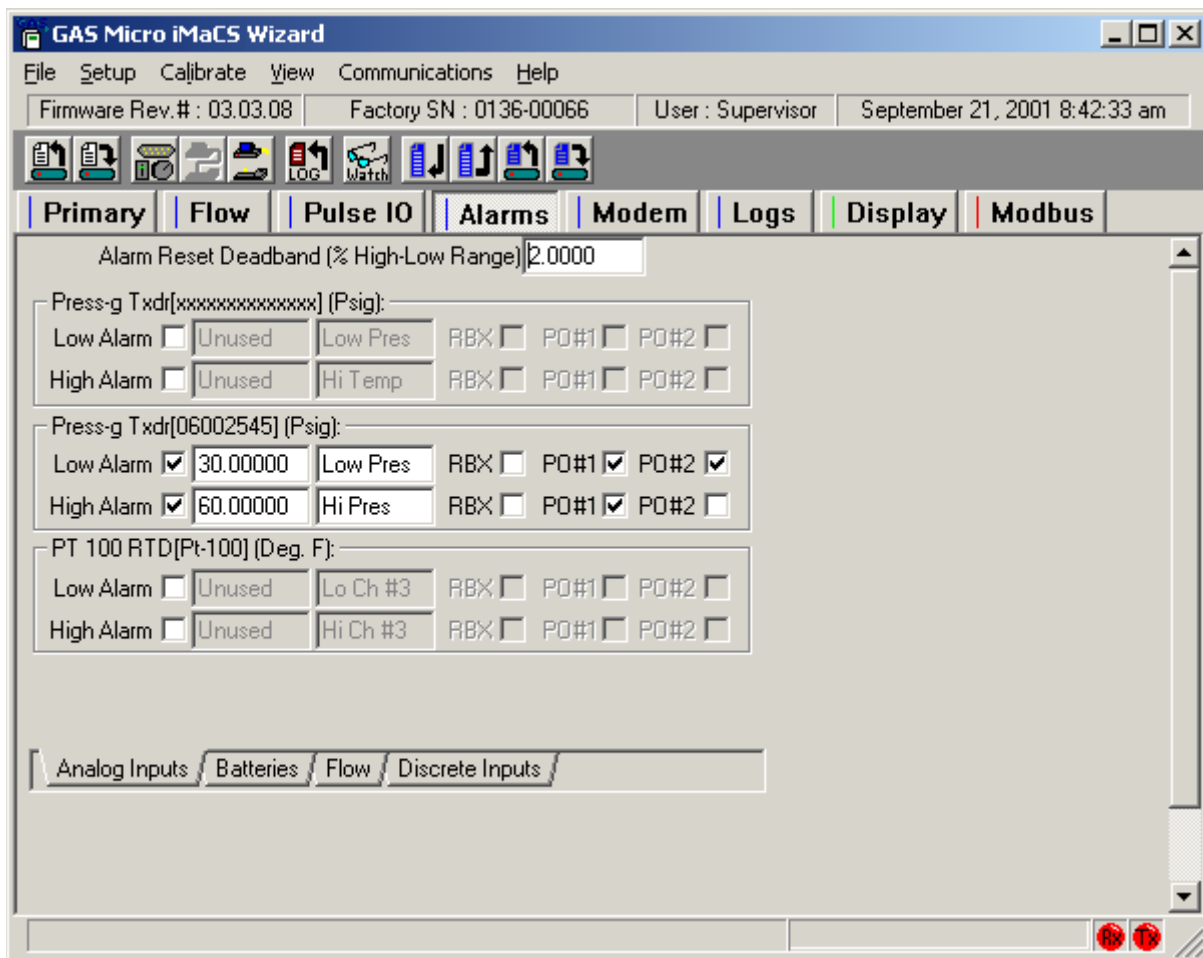 GAS Micro iMaCS Wizard
File Setup Calibrate View Communications Help
Firmware Rev.# : 03.03.08 Factory SN : 0136-00066 User : Supervisor September 21, 2001 8:42:33 am
LOG Watch
Primary Flow Pulse IO Alarms Modem Logs Display Modbus
Alarm Reset Deadband (% High-Low Range) 2.0000
Press-g Txdr[xxxxxxxxxxxxxx] (Psig):
Low Alarm Unused Low Pres RBX PO#1 PO#2
High Alarm Unused Hi Temp RBX PO#1 PO#2
Press-g Txdr[06002545] (Psig):
Low Alarm 30.00000 Low Pres RBX PO#1 PO#2
High Alarm 60.00000 Hi Pres RBX PO#1 PO#2
PT 100 RTD[Pt-100] (Deg. F):
Low Alarm Unused Lo Ch #3 RBX PO#1 PO#2
High Alarm Unused Hi Ch #3 RBX PO#1 PO#2
Analog Inputs Batteries Flow Discrete Inputs
Rx Tx